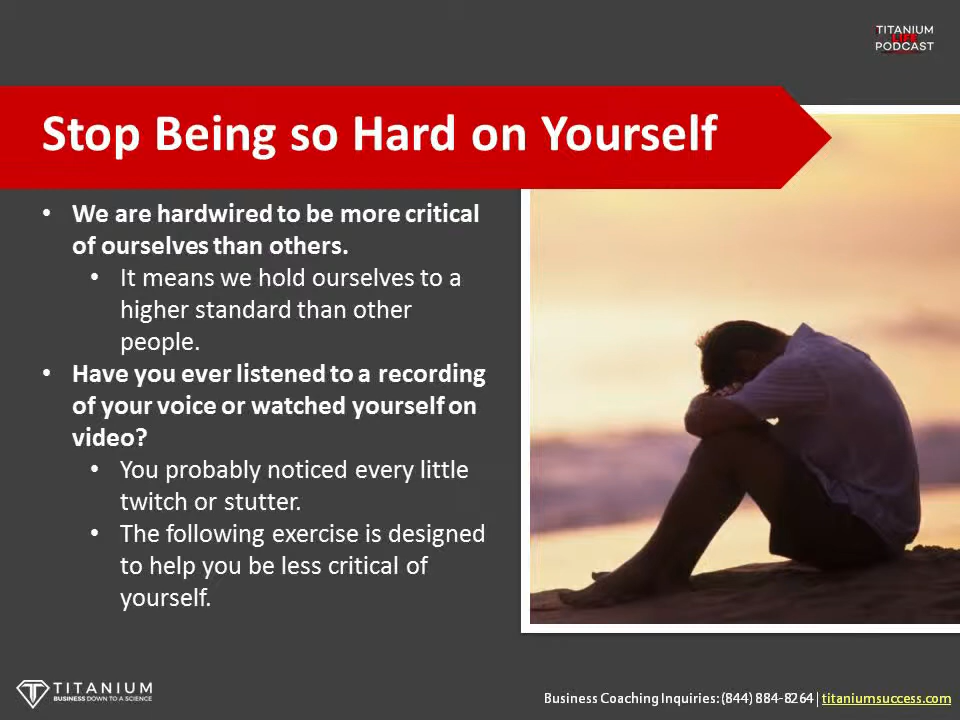 TITANIUM
LIFE
PODCAST
Stop Being so Hard on Yourself
• We are hardwired to be more critical
of ourselves than others.
• It means we hold ourselves to a
higher standard than other
people.
• Have you ever listened to a recording
of your voice or watched yourself on
video?
• You probably noticed every little
twitch or stutter.
• The following exercise is designed
to help you be less critical of
yourself.
TITANIUM
BUSINESS DOWN TO A SCIENCE
Business Coaching Inquiries: (844) 884-8264 | titaniumsuccess.com